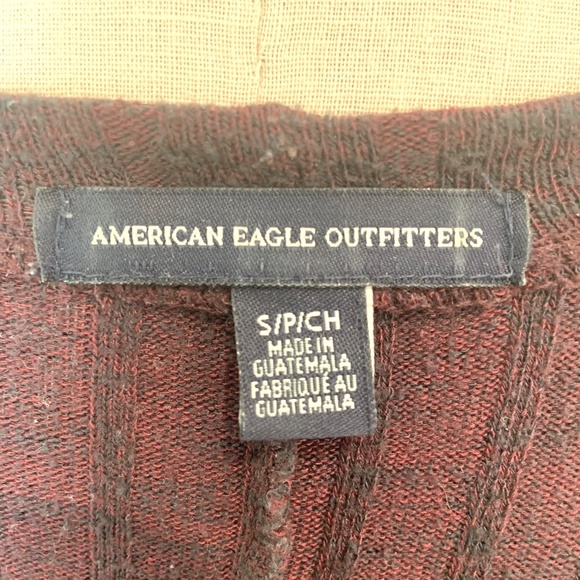 AMERICAN EAGLE OUTFITTERS
S/P/CH
MADE IN
GUATEMALA
FABRIQUÉ AU
GUATEMALA